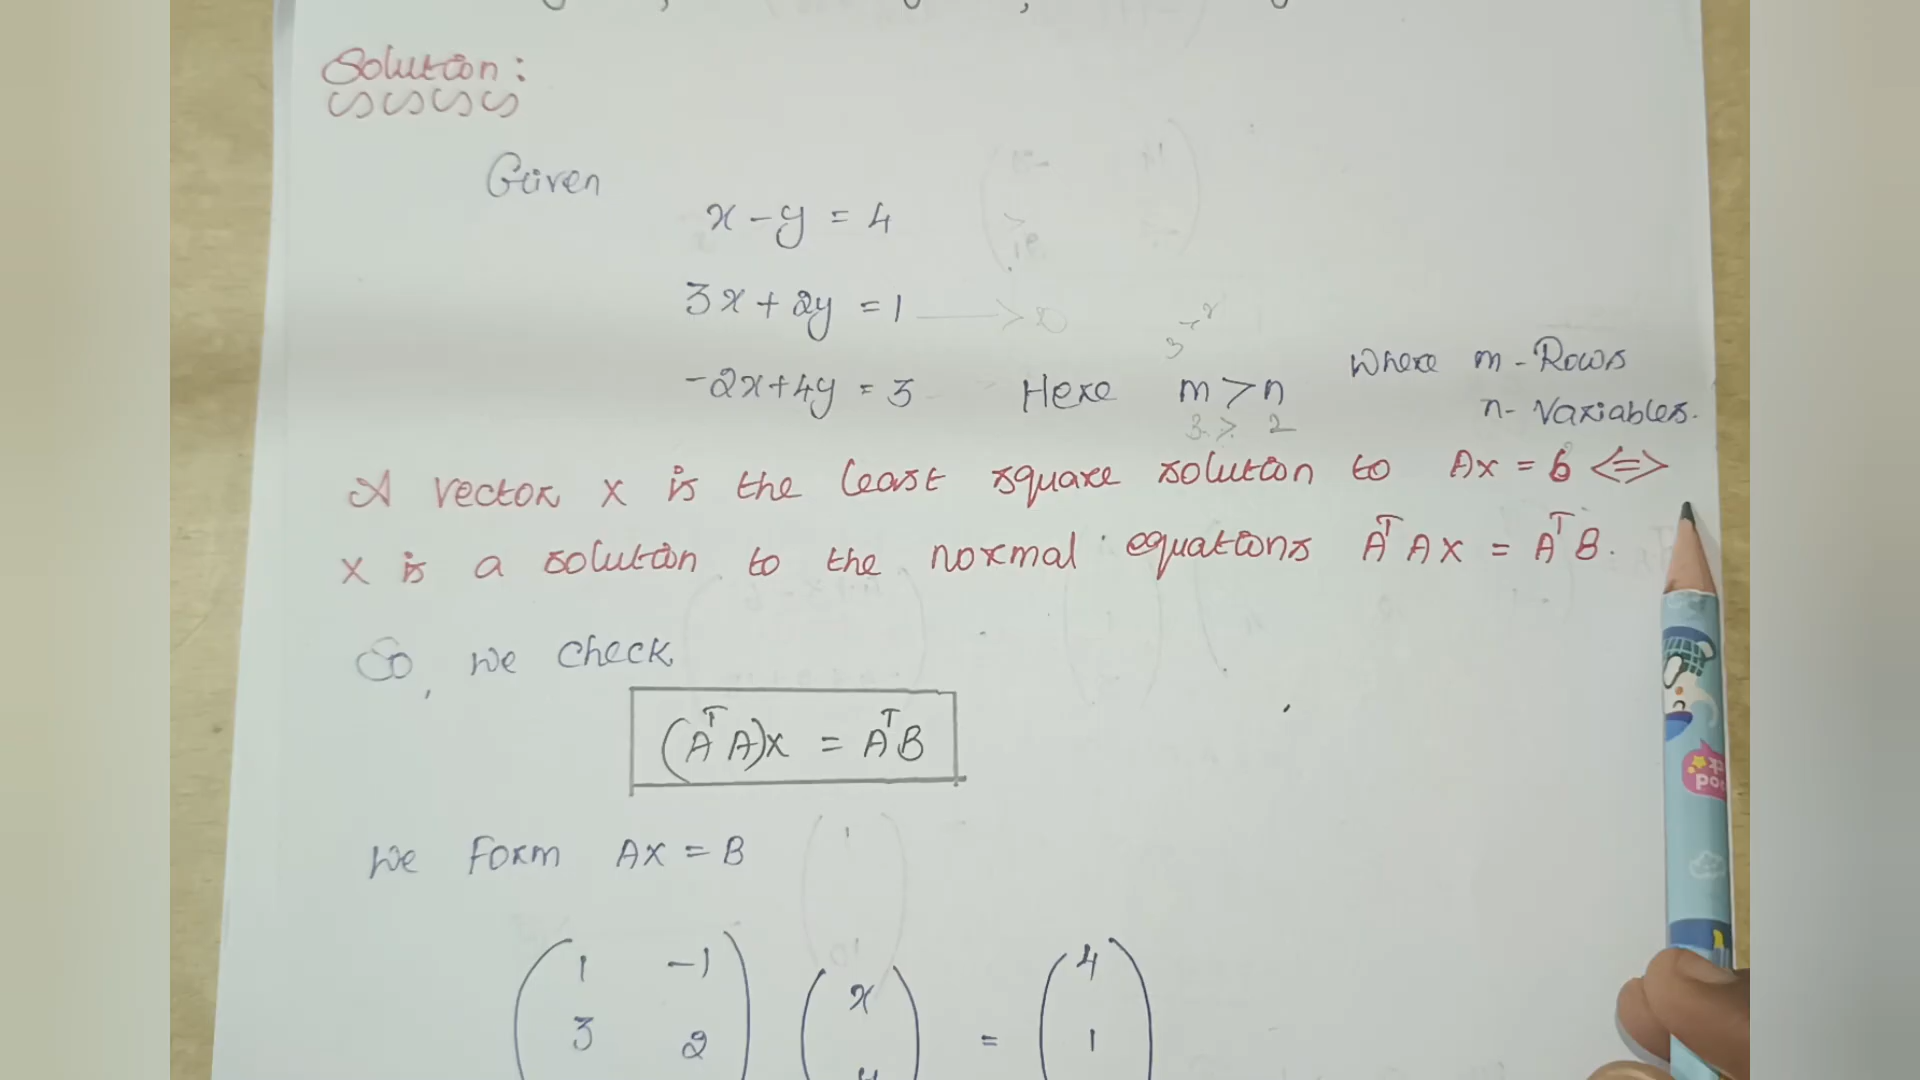 Solution:
Given
x - y = 4
3x + 2y = 1
-2x + 4y = 3 Here m > n Where m - Rows
3 > 2 n - Variables.
A vector x is the least square solution to Ax = b <=>
x is a solution to the normal equations AᵀAx = AᵀB.
So, we check
(AᵀA)x = AᵀB
We Form Ax = B
1 -1 x 4
3 2 = 1